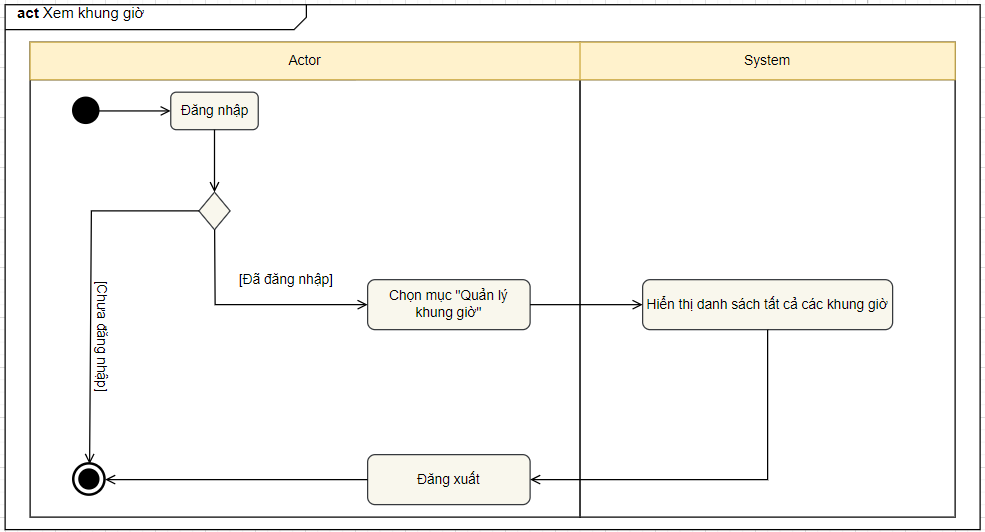 act Xem khung giờ
Actor
System
Đăng nhập
[Đã đăng nhập]
[Chưa đăng nhập]
Chọn mục "Quản lý
khung giờ"
Hiển thị danh sách tất cả các khung giờ
Đăng xuất